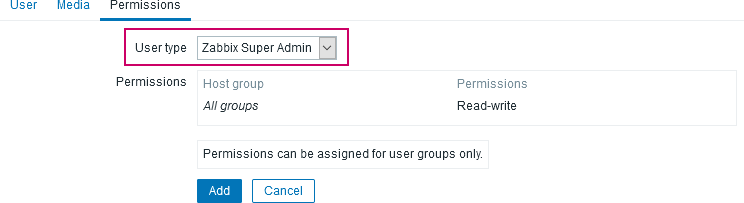 User Media Permissions
User type Zabbix Super Admin
Permissions Host group Permissions
All groups Read-write
Permissions can be assigned for user groups only.
Add Cancel